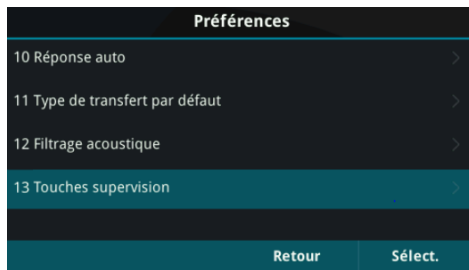 Préférences
10 Réponse auto
11 Type de transfert par défaut
12 Filtrage acoustique
13 Touches supervision
Retour Sélect.